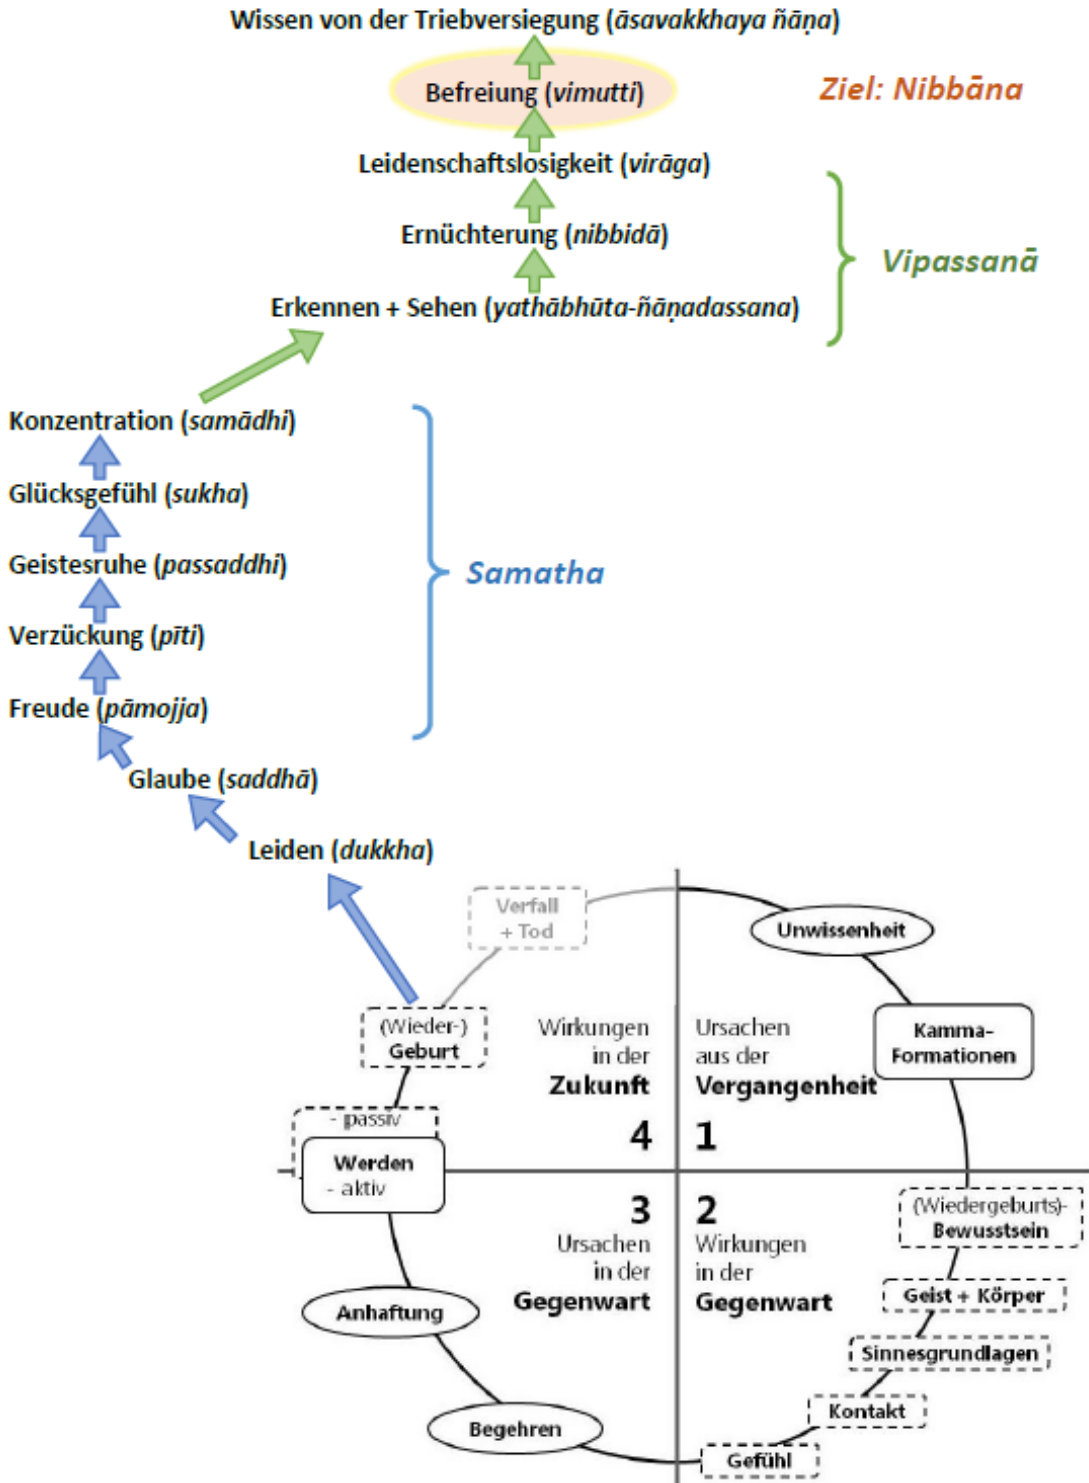 Wissen von der Triebversiegung (āsavakkhaya ñāṇa)
Befreiung (vimutti)
Ziel: Nibbāna
Leidenschaftslosigkeit (virāga)
Ernüchterung (nibbidā)
Vipassanā
Erkennen + Sehen (yathābhūta-ñāṇadassana)
Konzentration (samādhi)
Glücksgefühl (sukha)
Geistesruhe (passaddhi)
Samatha
Verzückung (pīti)
Freude (pāmojja)
Glaube (saddhā)
Leiden (dukkha)
Verfall
+ Tod
Unwissenheit
(Wieder-)
Geburt
Wirkungen
in der
Zukunft
4
Ursachen
aus der
Vergangenheit
1
Kamma-
Formationen
- passiv
Werden
- aktiv
3
Ursachen
in der
Gegenwart
2
Wirkungen
in der
Gegenwart
(Wiedergeburts)-
Bewusstsein
Geist + Körper
Anhaftung
Sinnesgrundlagen
Kontakt
Begehren
Gefühl